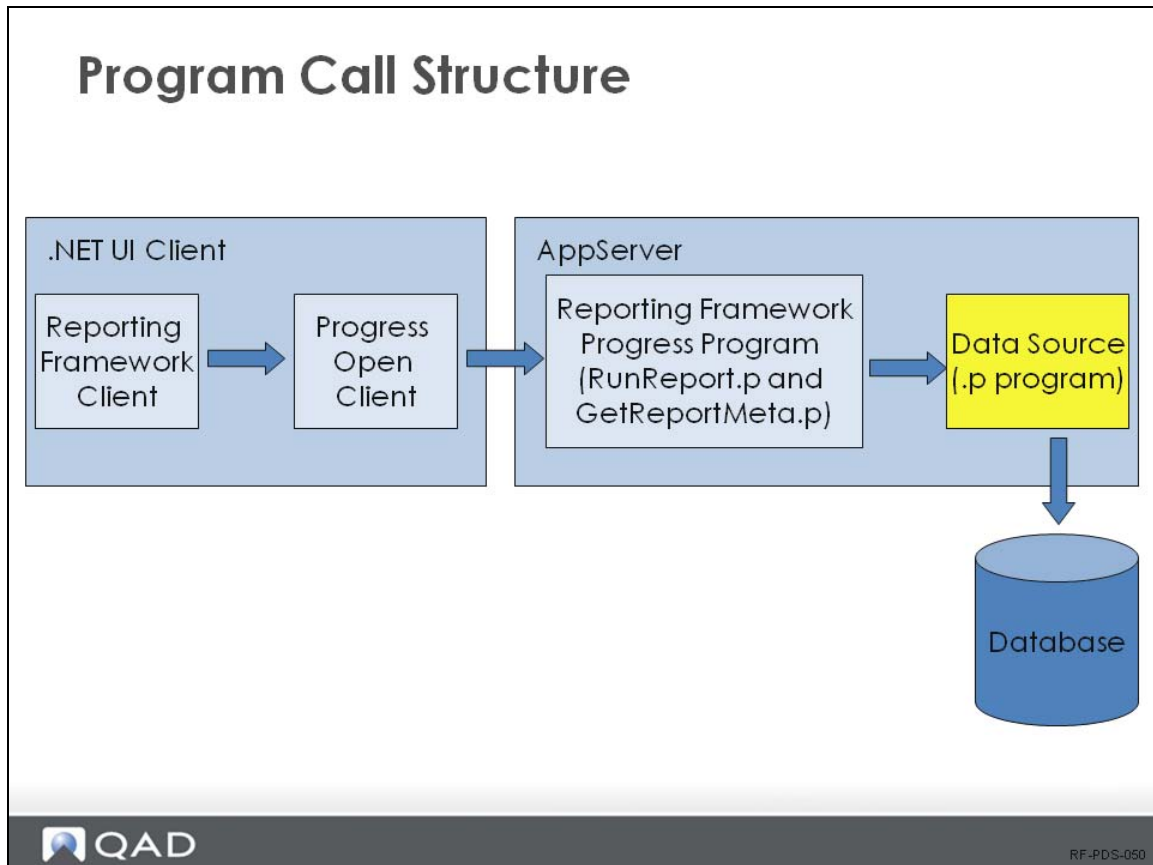 Program Call Structure
.NET UI Client
Reporting
Framework
Client
Progress
Open
Client
AppServer
Reporting Framework
Progress Program
(RunReport.p and
GetReportMeta.p)
Data Source
(.p program)
Database
QAD
RF-PDS-050